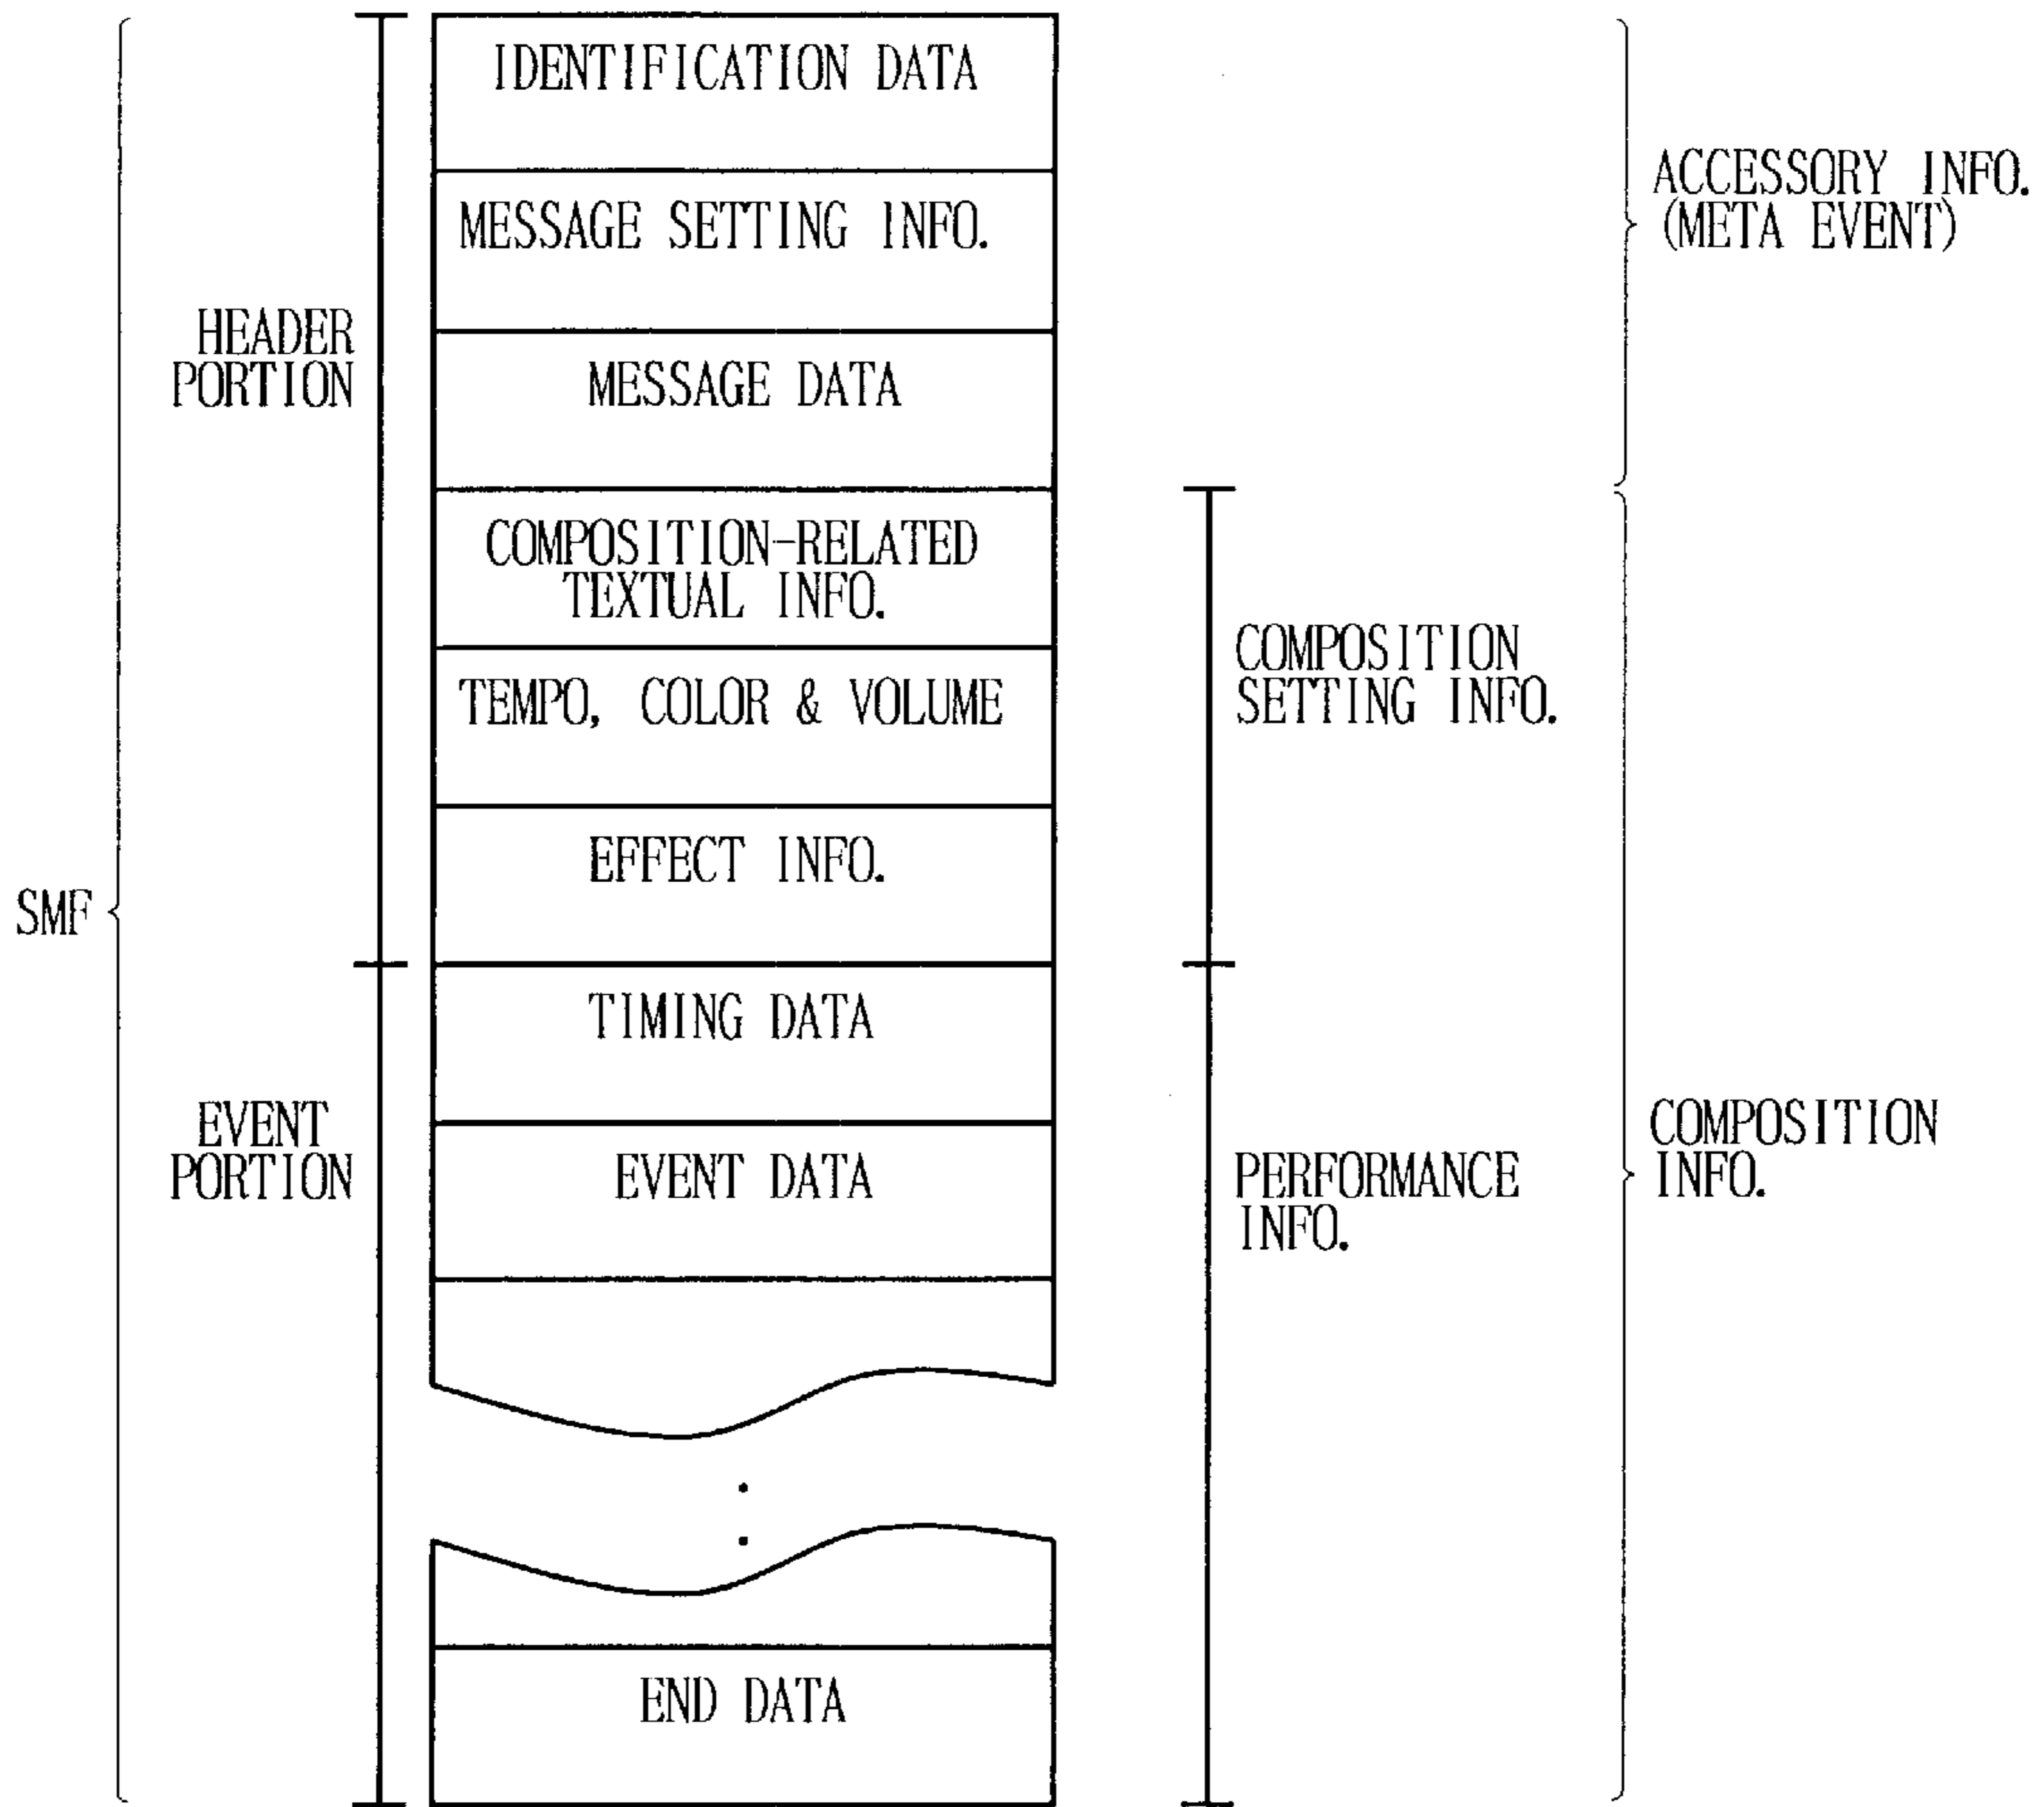 IDENTIFICATION DATA
MESSAGE SETTING INFO.
ACCESSORY INFO.
(META EVENT)
HEADER
PORTION
MESSAGE DATA
COMPOSITION-RELATED
TEXTUAL INFO.
TEMPO, COLOR & VOLUME
COMPOSITION
SETTING INFO.
EFFECT INFO.
SMF
TIMING DATA
EVENT
PORTION
EVENT DATA
PERFORMANCE
INFO.
COMPOSITION
INFO.
END DATA